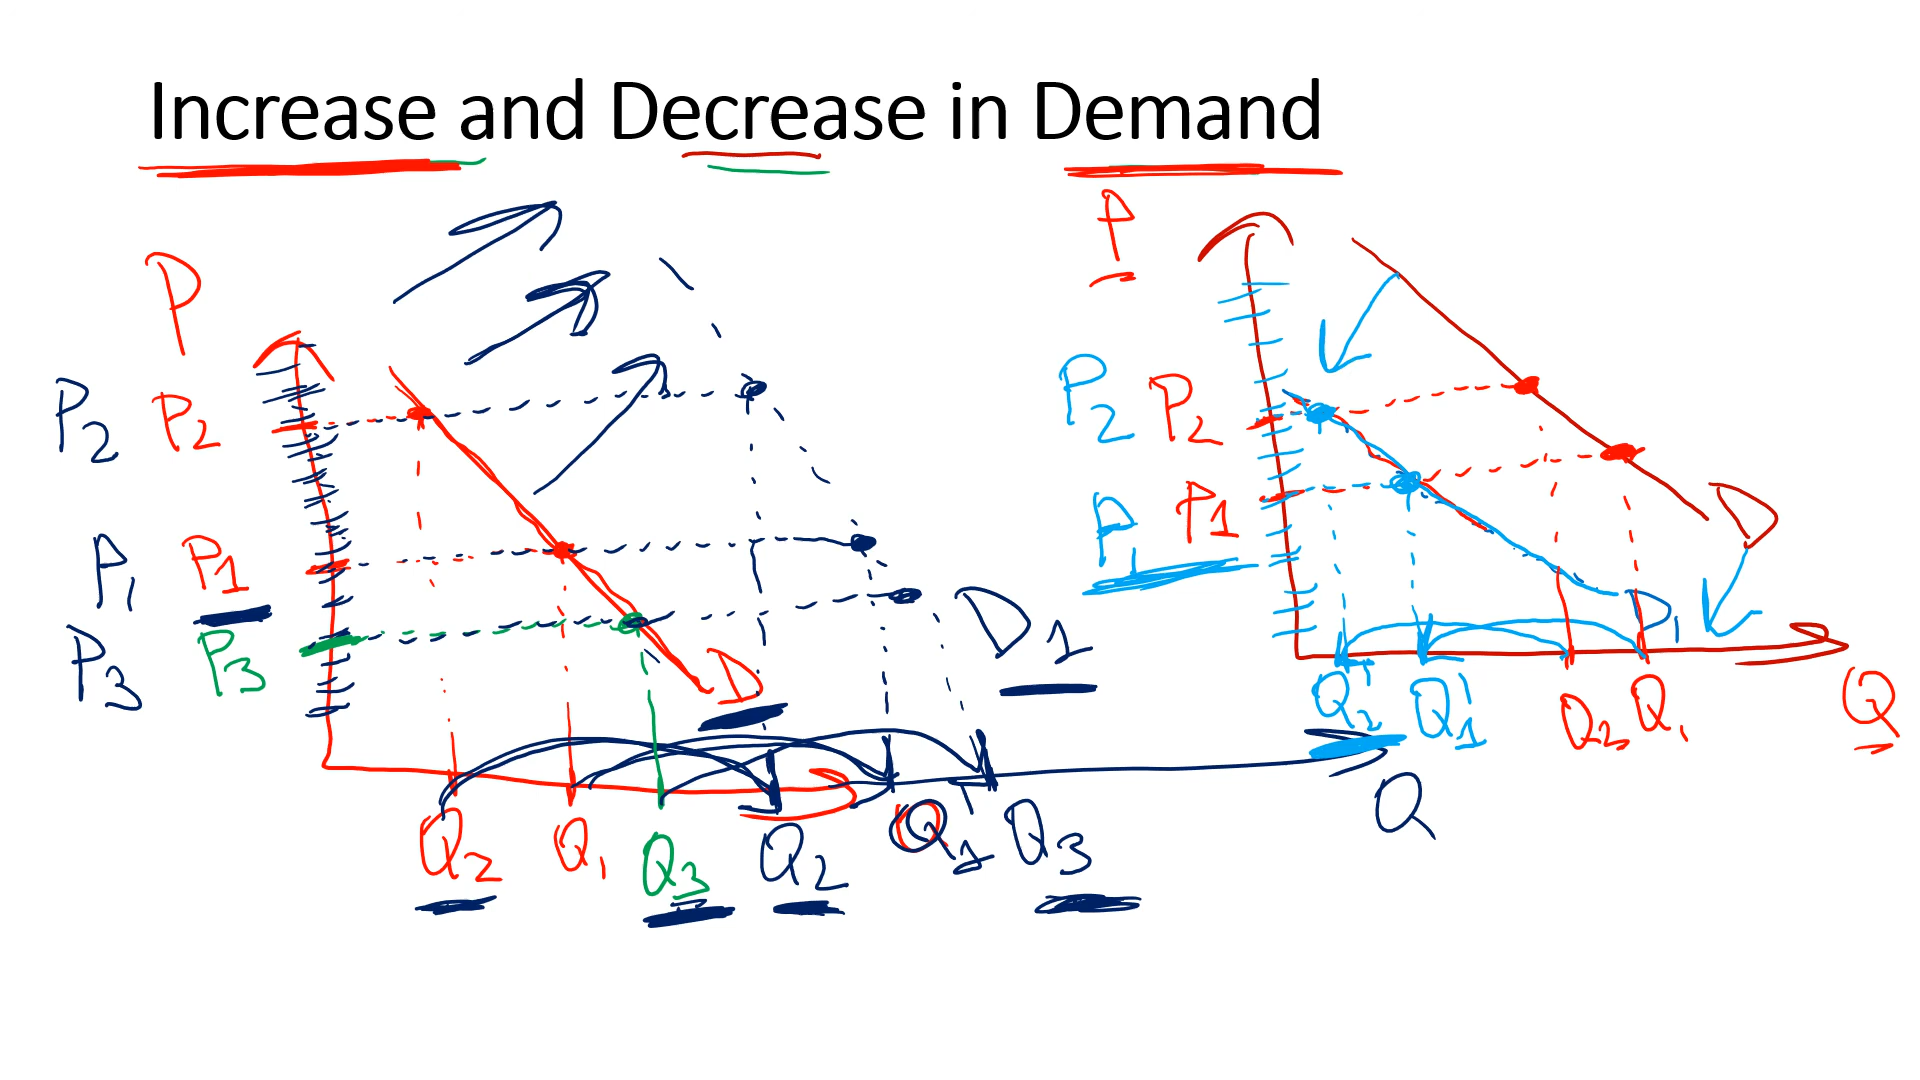 Increase and Decrease in Demand
P
P
P2 P2
P2 P2
P1 P1
P1 P1
P3 P3
D
D
D1
D1
Q2 Q1 Q3 Q2 Q1 Q3
Q
Q2 Q1 Q2 Q1
Q